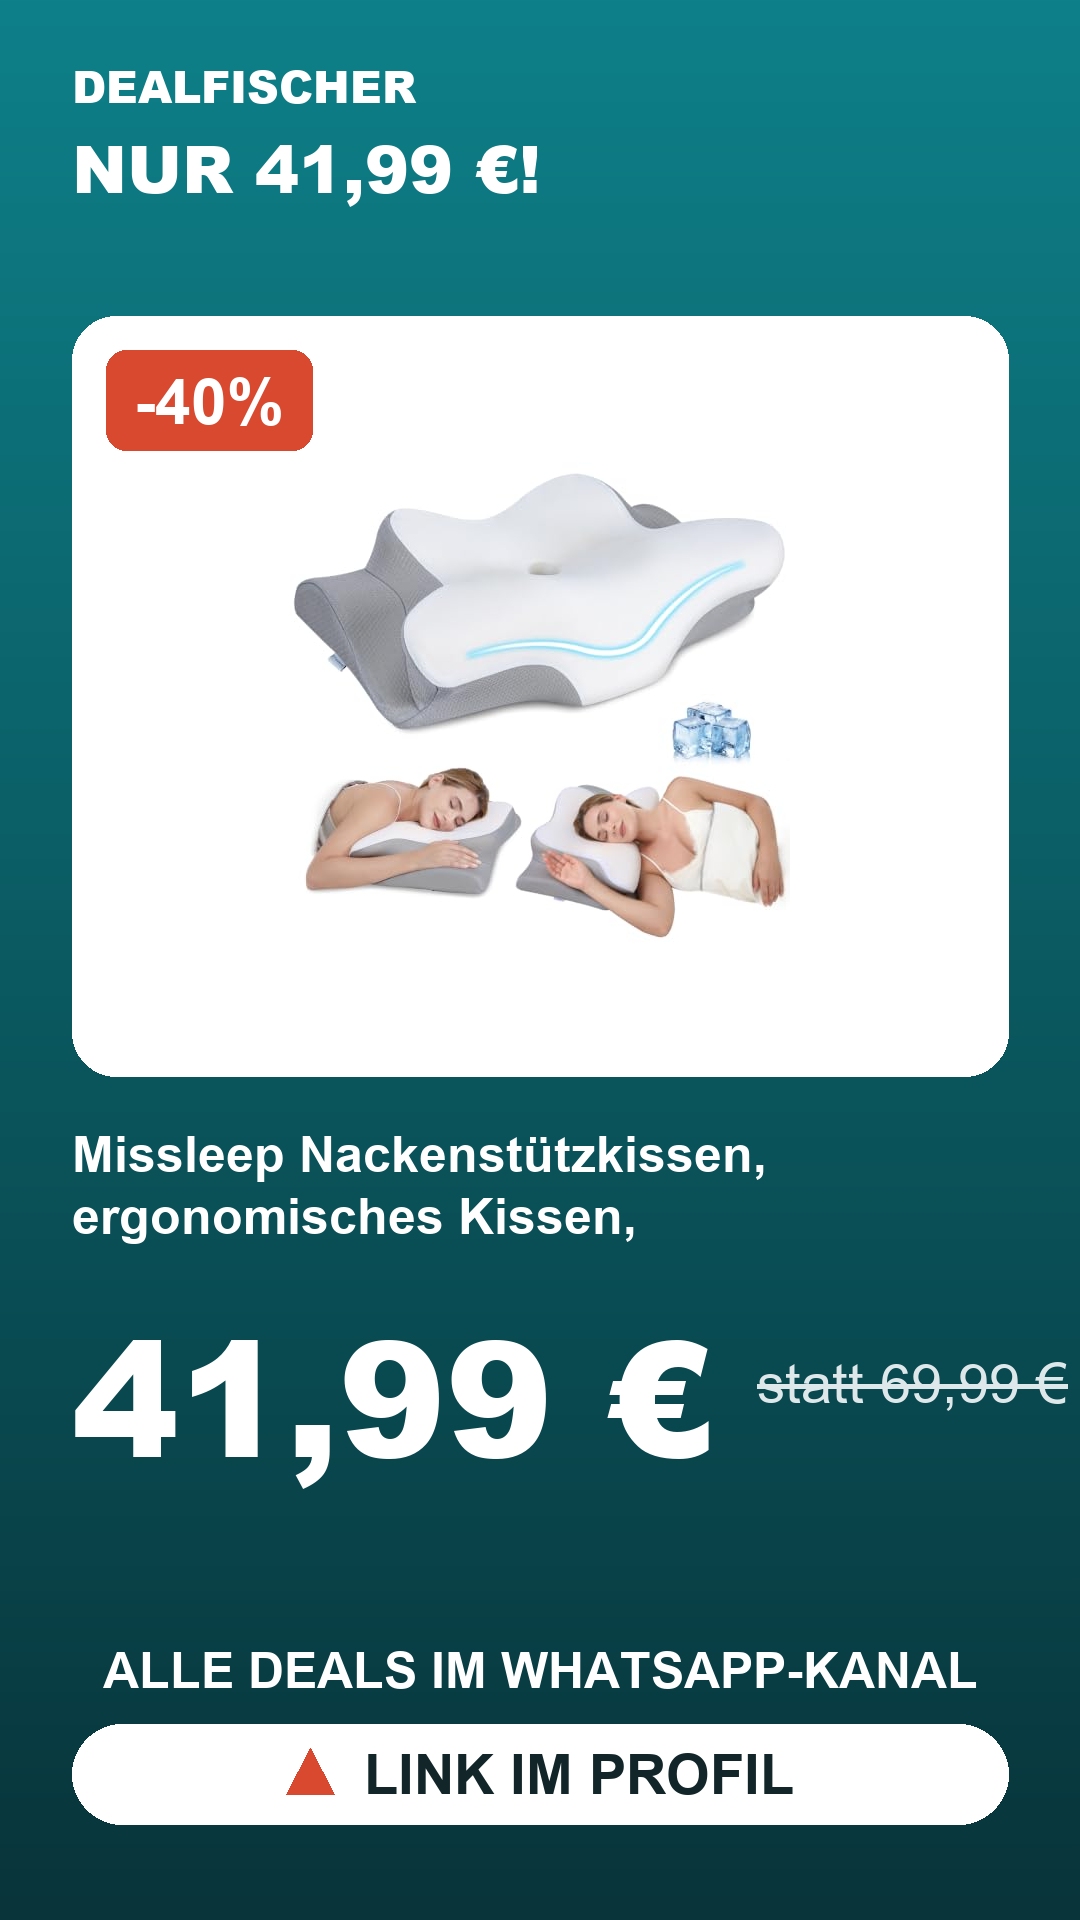 DEALFISCHER
NUR 41,99 €!
-40%
Missleep Nackenstützkissen,
ergonomisches Kissen,
41,99 € statt 69,99 €
ALLE DEALS IM WHATSAPP-KANAL
LINK IM PROFIL